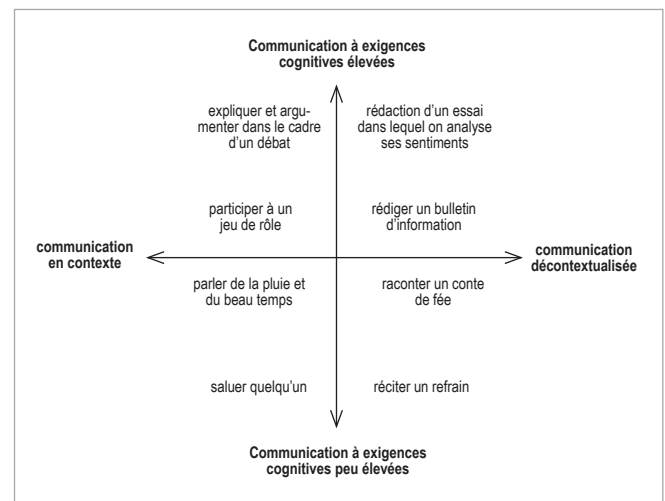 Communication à exigences
cognitives élevées
expliquer et argu-
menter dans le cadre
d'un débat
rédaction d'un essai
dans lequel on analyse
ses sentiments
participer à un
jeu de rôle
rédiger un bulletin
d'information
communication
en contexte
communication
décontextualisée
parler de la pluie et
du beau temps
raconter un conte
de fée
saluer quelqu'un
réciter un refrain
Communication à exigences
cognitives peu élevées